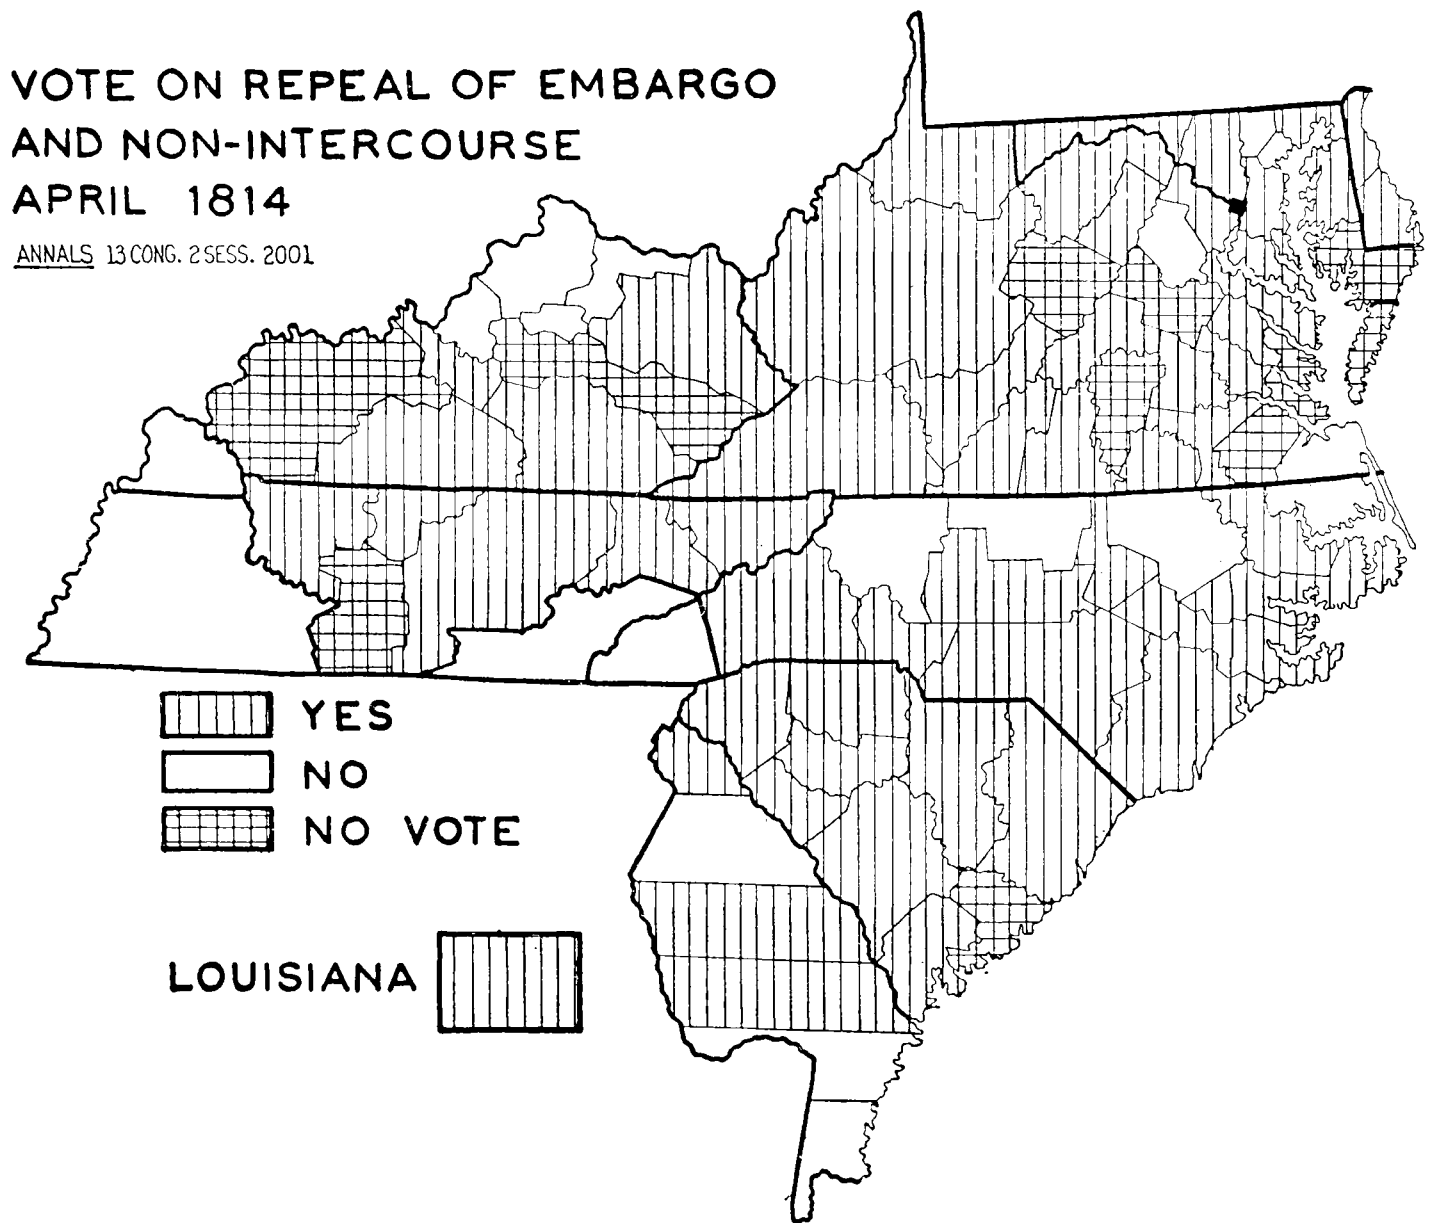 VOTE ON REPEAL OF EMBARGO
AND NON-INTERCOURSE
APRIL 1814
ANNALS 13 CONG. 2 SESS. 2001
YES
NO
NO VOTE
LOUISIANA